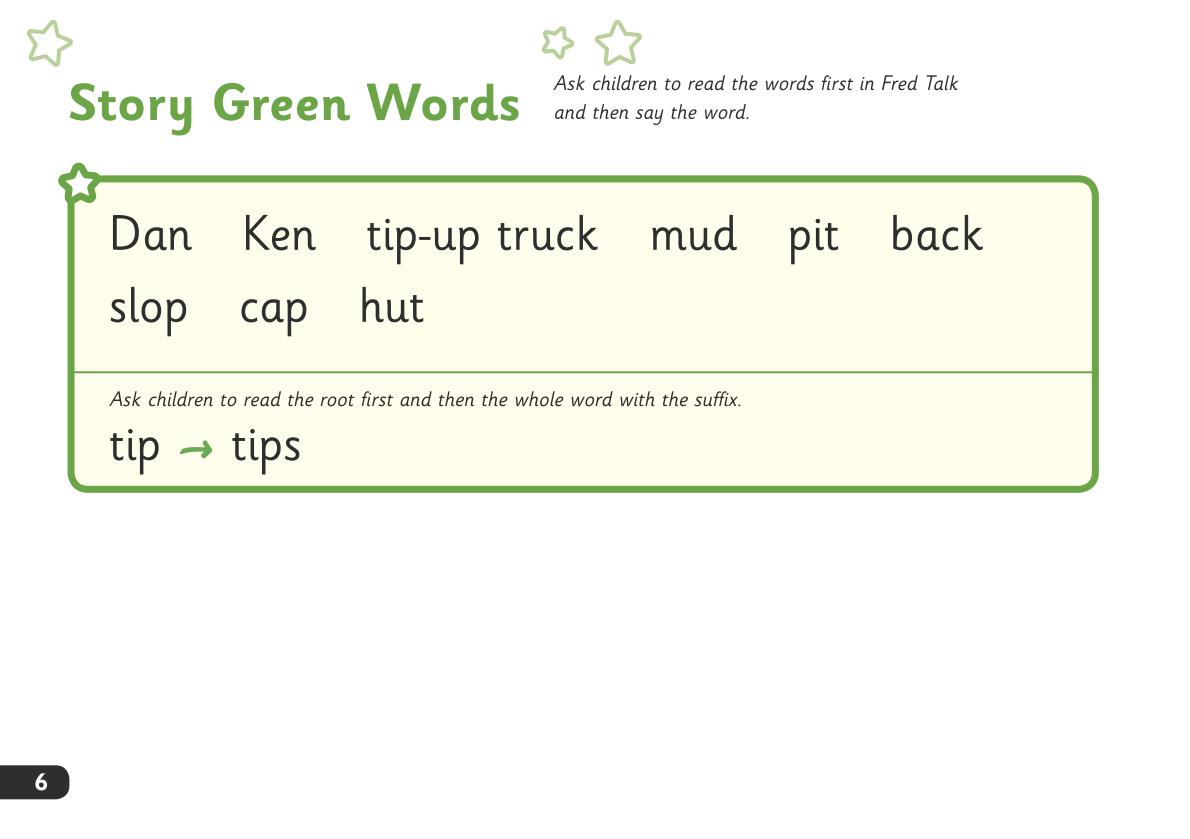 Story Green Words
Ask children to read the words first in Fred Talk
and then say the word.
Dan Ken tip-up truck mud pit back
slop cap hut
Ask children to read the root first and then the whole word with the suffix.
tip → tips
6